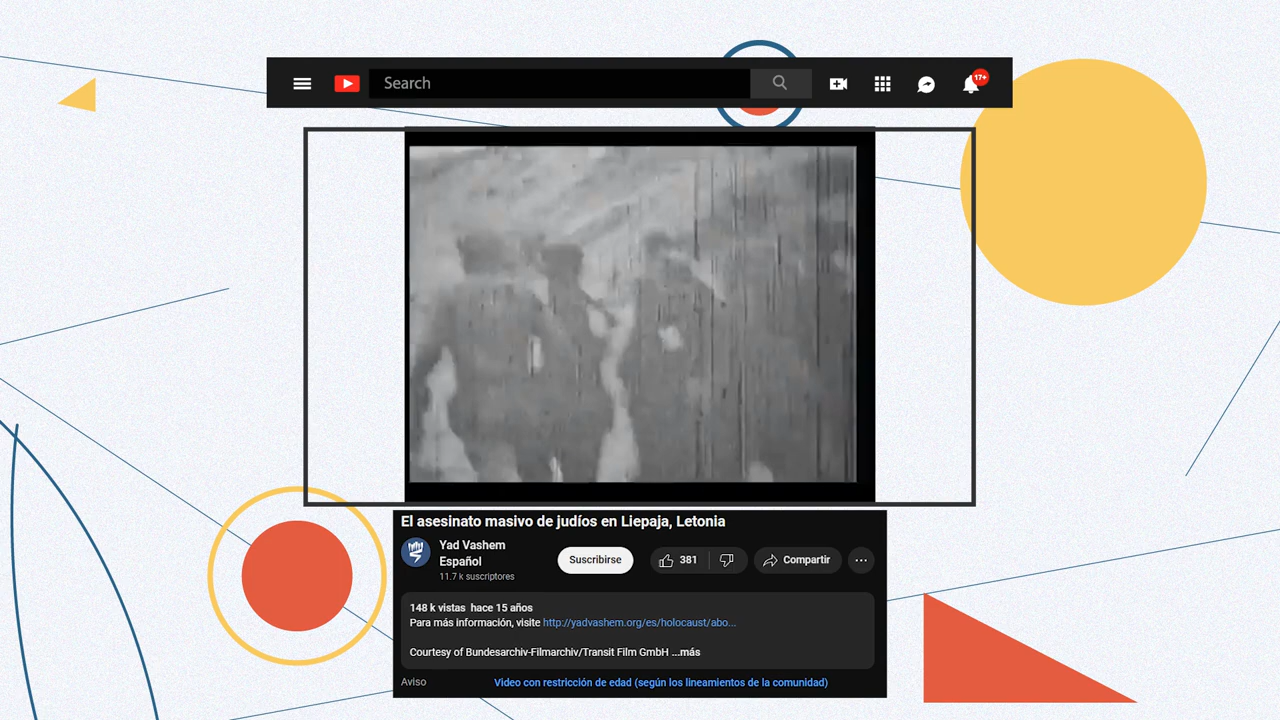 Search
17+
El asesinato masivo de judíos en Liepaja, Letonia
Yad Vashem
Español
11.7 k suscriptores
Suscribirse
381
Compartir
148 k vistas hace 15 años
Para más información, visite http://yadvashem.org/es/holocaust/abo...
Courtesy of Bundesarchiv-Filmarchiv/Transit Film GmbH ...más
Aviso
Video con restricción de edad (según los lineamientos de la comunidad)